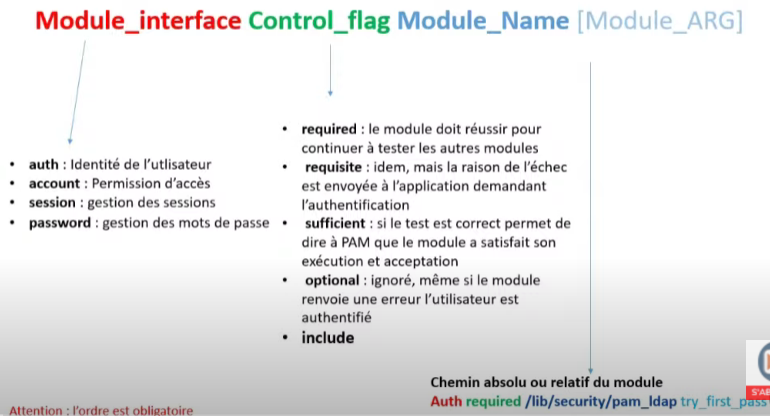 Module_interface Control_flag Module_Name [Module_ARG]
• auth : Identité de l'utlisateur
• account : Permission d'accès
• session : gestion des sessions
• password : gestion des mots de passe
• required : le module doit réussir pour
continuer à tester les autres modules
• requisite : idem, mais la raison de l'échec
est envoyée à l'application demandant
l'authentification
• sufficient : si le test est correct permet de
dire à PAM que le module a satisfait son
exécution et acceptation
• optional : ignoré, même si le module
renvoie une erreur l'utilisateur est
authentifié
• include
Chemin absolu ou relatif du module
Auth required /lib/security/pam_ldap try_first_pass
Attention : l'ordre est obligatoire
S'AB